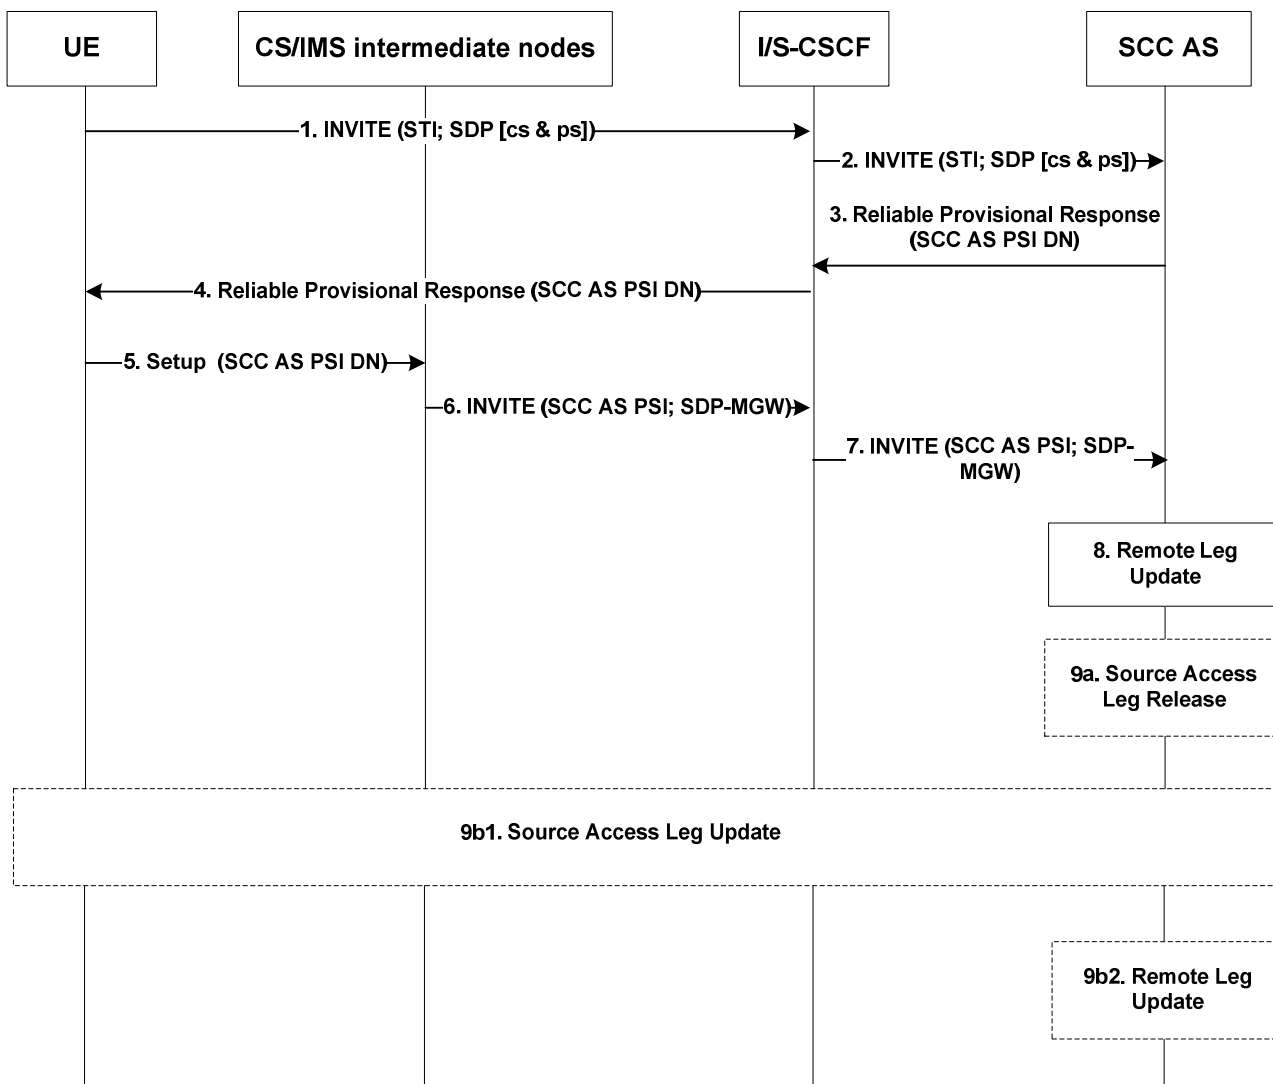 UE
CS/IMS intermediate nodes
I/S-CSCF
SCC AS
1. INVITE (STI; SDP [cs & ps])
2. INVITE (STI; SDP [cs & ps])
3. Reliable Provisional Response
(SCC AS PSI DN)
4. Reliable Provisional Response (SCC AS PSI DN)
5. Setup (SCC AS PSI DN)
6. INVITE (SCC AS PSI; SDP-MGW)
7. INVITE (SCC AS PSI; SDP-
MGW)
8. Remote Leg
Update
9a. Source Access
Leg Release
9b1. Source Access Leg Update
9b2. Remote Leg
Update